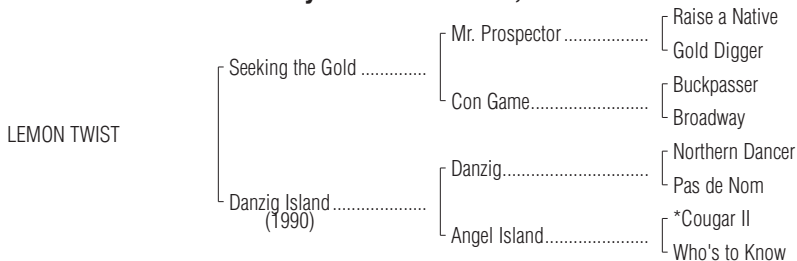 Raise a Native
Mr. Prospector
Gold Digger
Seeking the Gold
Buckpasser
Con Game
Broadway
LEMON TWIST
Northern Dancer
Danzig
Pas de Nom
Danzig Island
(1990)
*Cougar II
Angel Island
Who's to Know